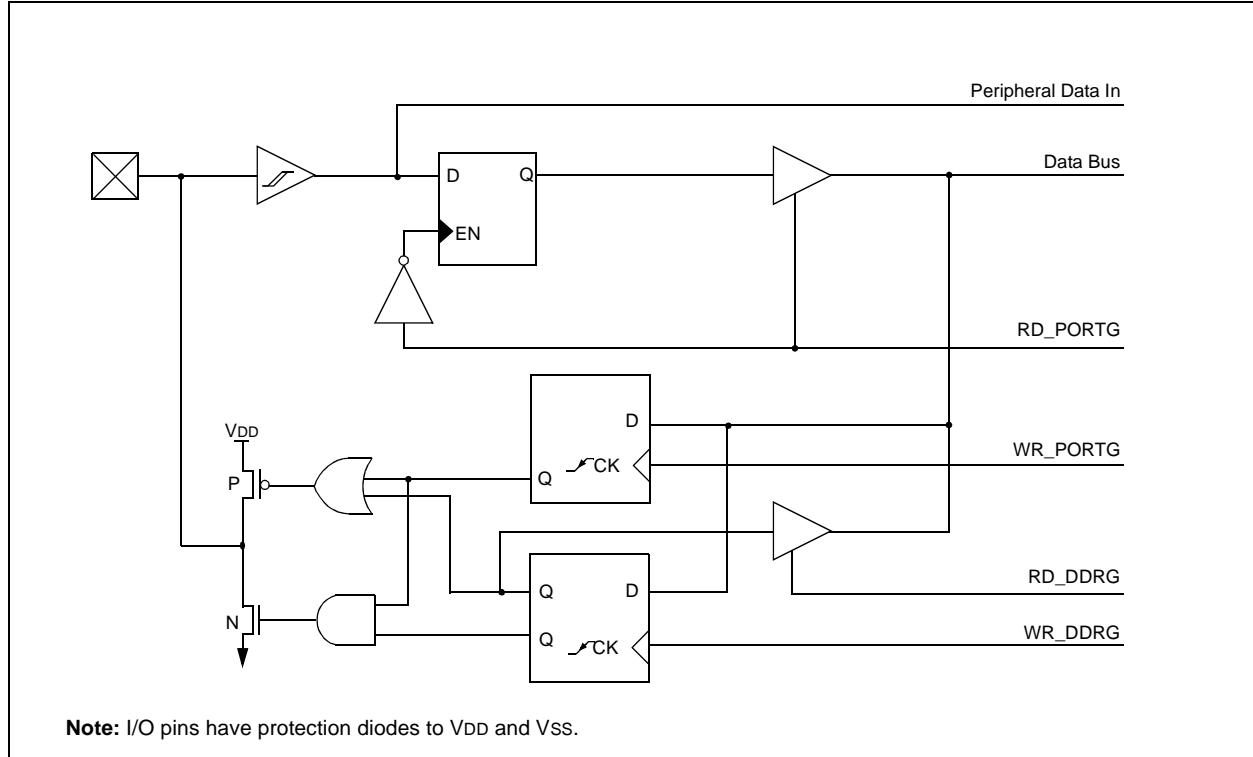 Peripheral Data In
D
Q
Data Bus
EN
RD_PORTG
D
VDD
WR_PORTG
P
Q
CK
RD_DDRG
Q
D
N
Q
WR_DDRG
CK
Note: I/O pins have protection diodes to VDD and VSS.